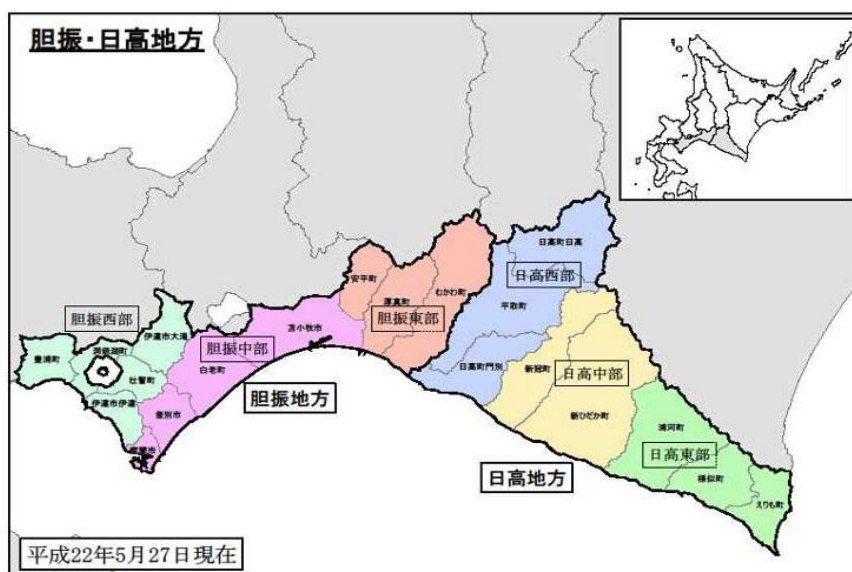 胆振・日高地方
日高町日高
日高西部
安平町
厚真町
むかわ町
平取町
胆振東部
胆振西部
苫小牧市
胆振中部
洞爺湖町
伊達市大滝
豊浦町
白老町
壮瞥町
日高町門別
新冠町
日高中部
胆振地方
伊達市伊達
登別市
新ひだか町
浦河町
室蘭市
日高東部
日高地方
様似町
えりも町
平成22年5月27日現在